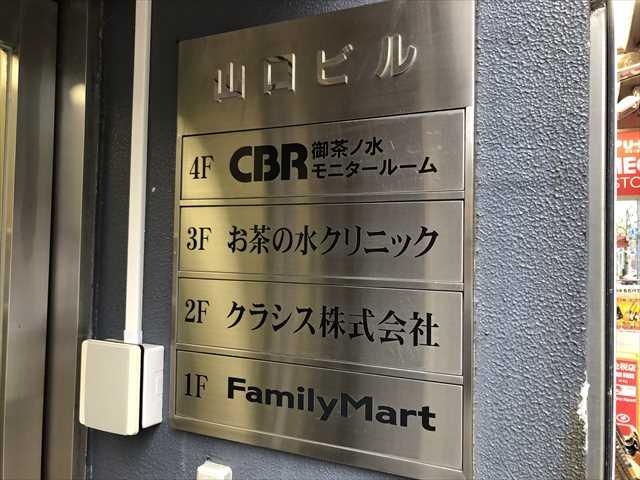 山口ビル
4F CBR 御茶ノ水
モニタールーム
3F お茶の水クリニック
2F クラシス株式会社
1F FamilyMart